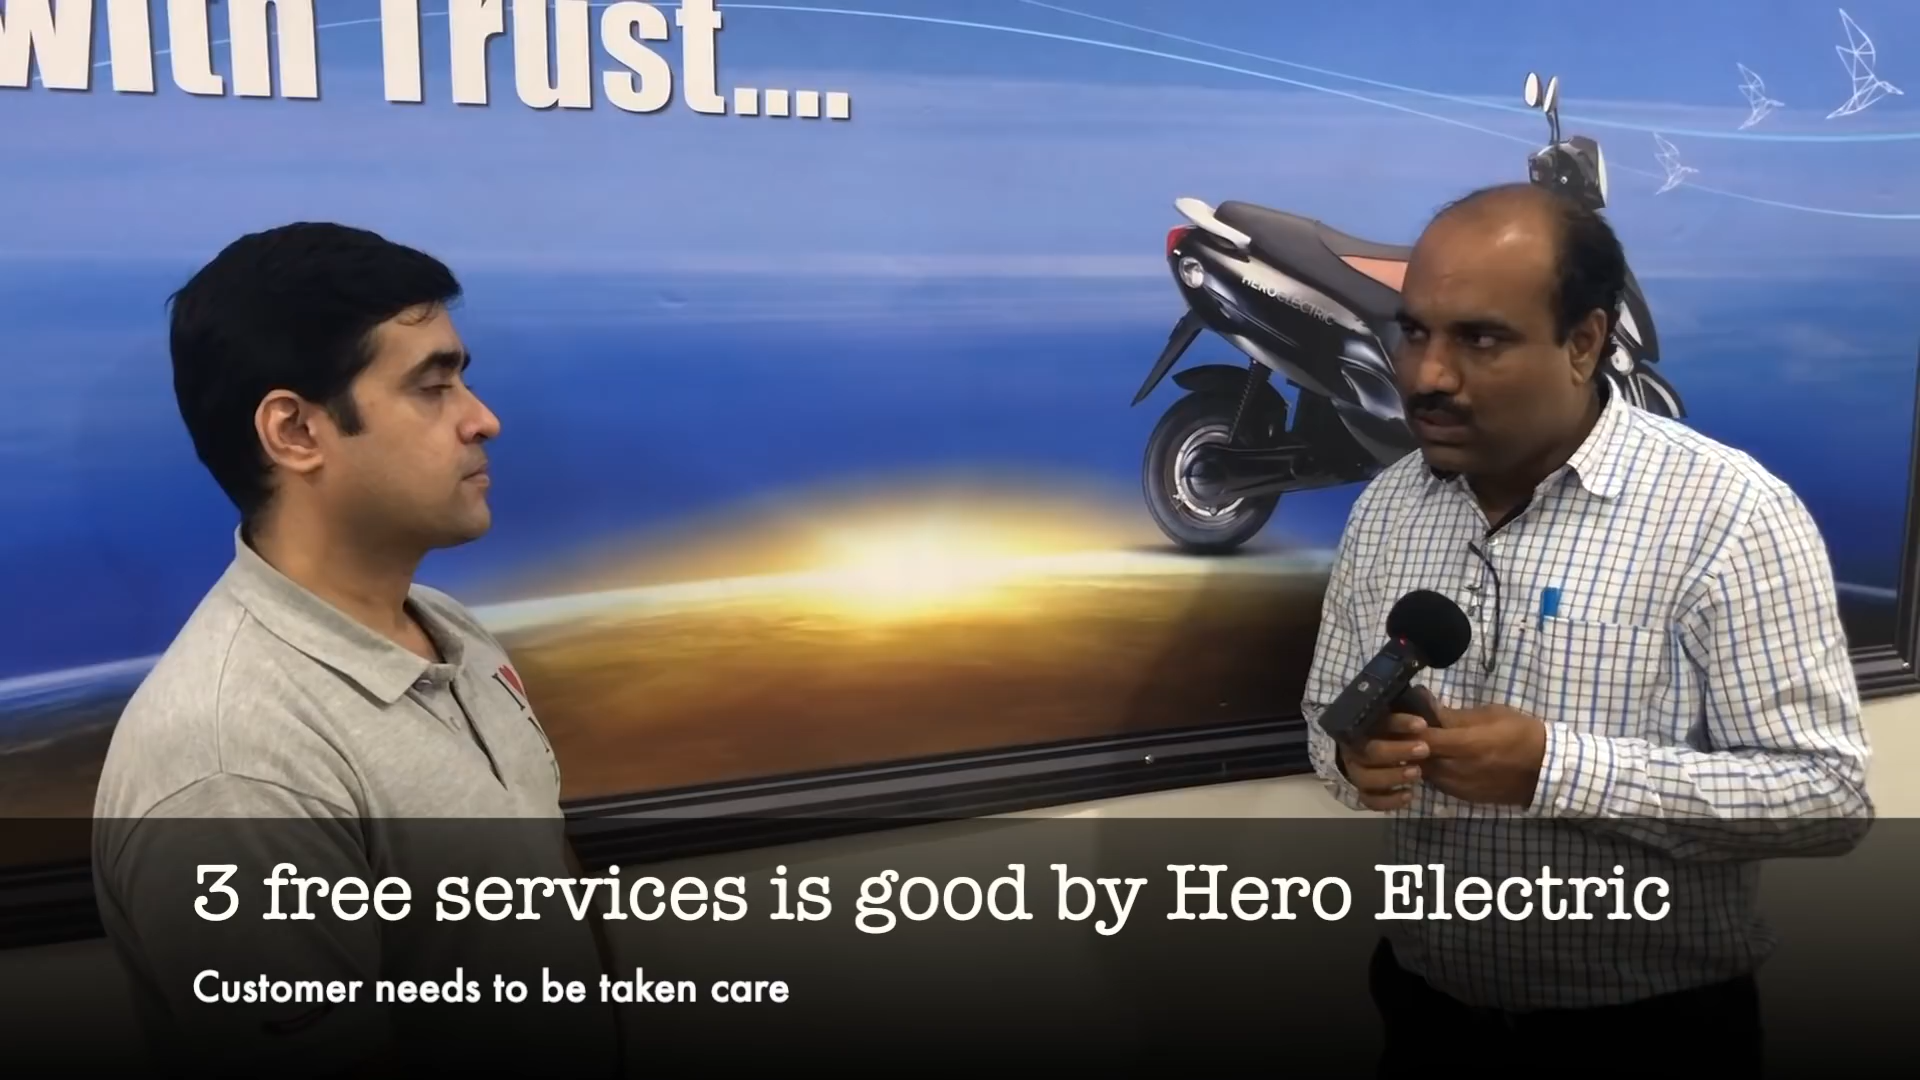 with Trust....
HERO ELECTRIC
I
3 free services is good by Hero Electric
Customer needs to be taken care